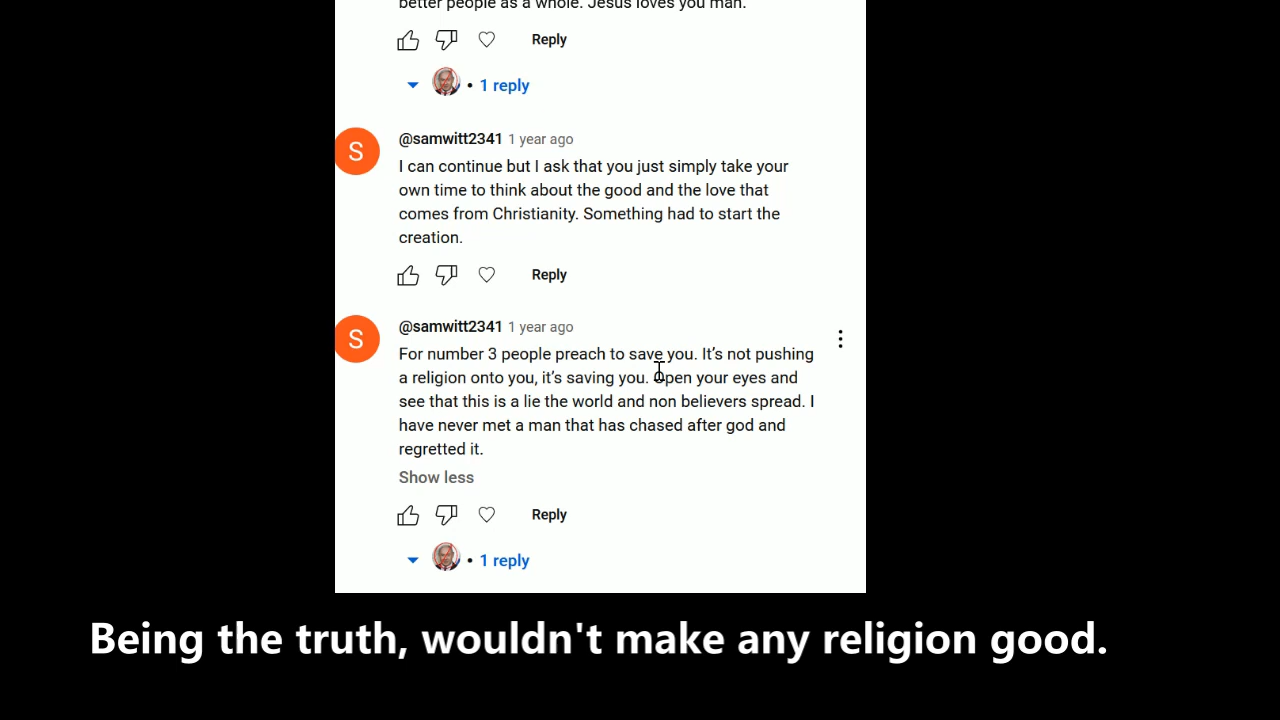 better people as a whole. Jesus loves you man.
Reply
• 1 reply
S
@samwitt2341 1 year ago
I can continue but I ask that you just simply take your
own time to think about the good and the love that
comes from Christianity. Something had to start the
creation.
Reply
S
@samwitt2341 1 year ago
For number 3 people preach to save you. It’s not pushing
a religion onto you, it’s saving you. Open your eyes and
see that this is a lie the world and non believers spread. I
have never met a man that has chased after god and
regretted it.
Show less
Reply
• 1 reply
Being the truth, wouldn't make any religion good.